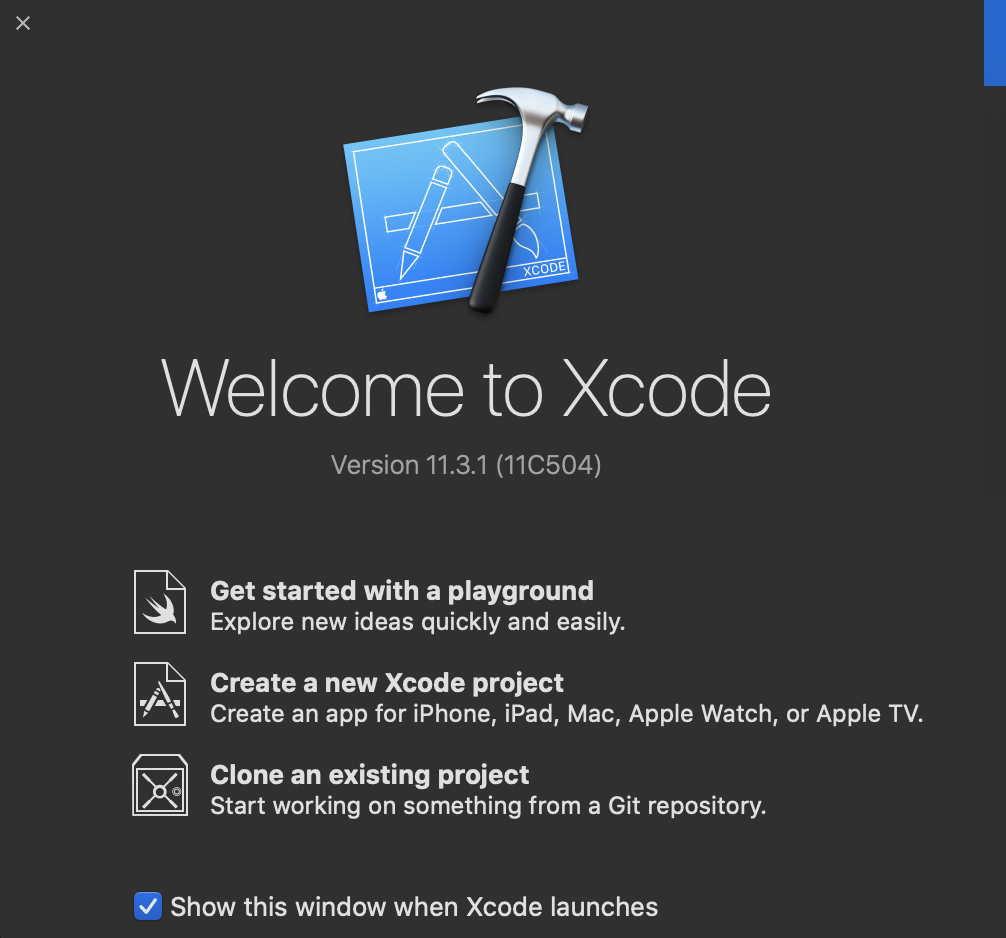 XCODE
Welcome to Xcode
Version 11.3.1 (11C504)
Get started with a playground
Explore new ideas quickly and easily.
Create a new Xcode project
Create an app for iPhone, iPad, Mac, Apple Watch, or Apple TV.
Clone an existing project
Start working on something from a Git repository.
Show this window when Xcode launches